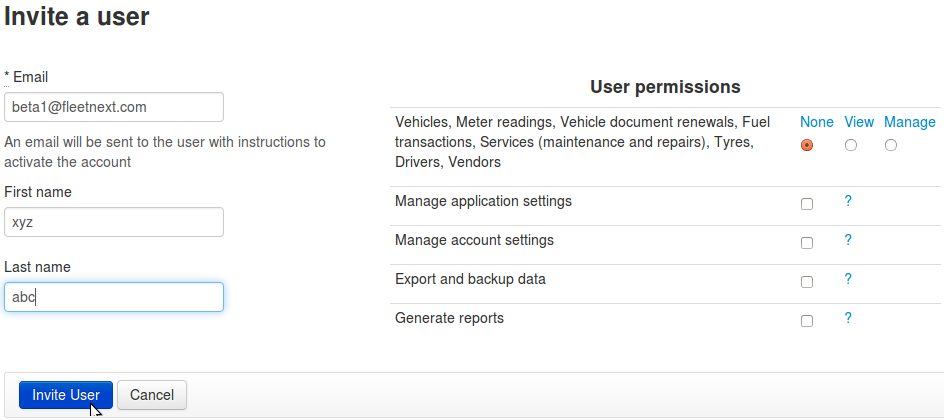 Invite a user
* Email
beta1@fleetnext.com
An email will be sent to the user with instructions to
activate the account
First name
xyz
Last name
abc
User permissions
Vehicles, Meter readings, Vehicle document renewals, Fuel
transactions, Services (maintenance and repairs), Tyres,
Drivers, Vendors
None View Manage
Manage application settings ?
Manage account settings ?
Export and backup data ?
Generate reports ?
Invite User Cancel